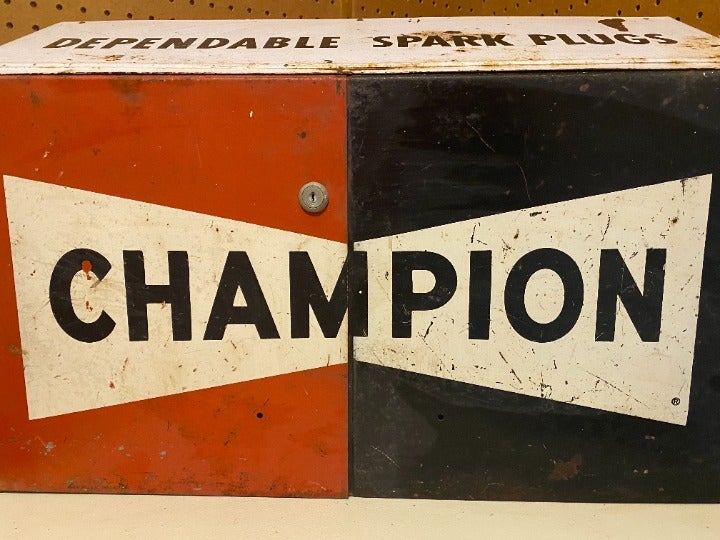 DEPENDABLE SPARK PLUGS
CHAMPION
®